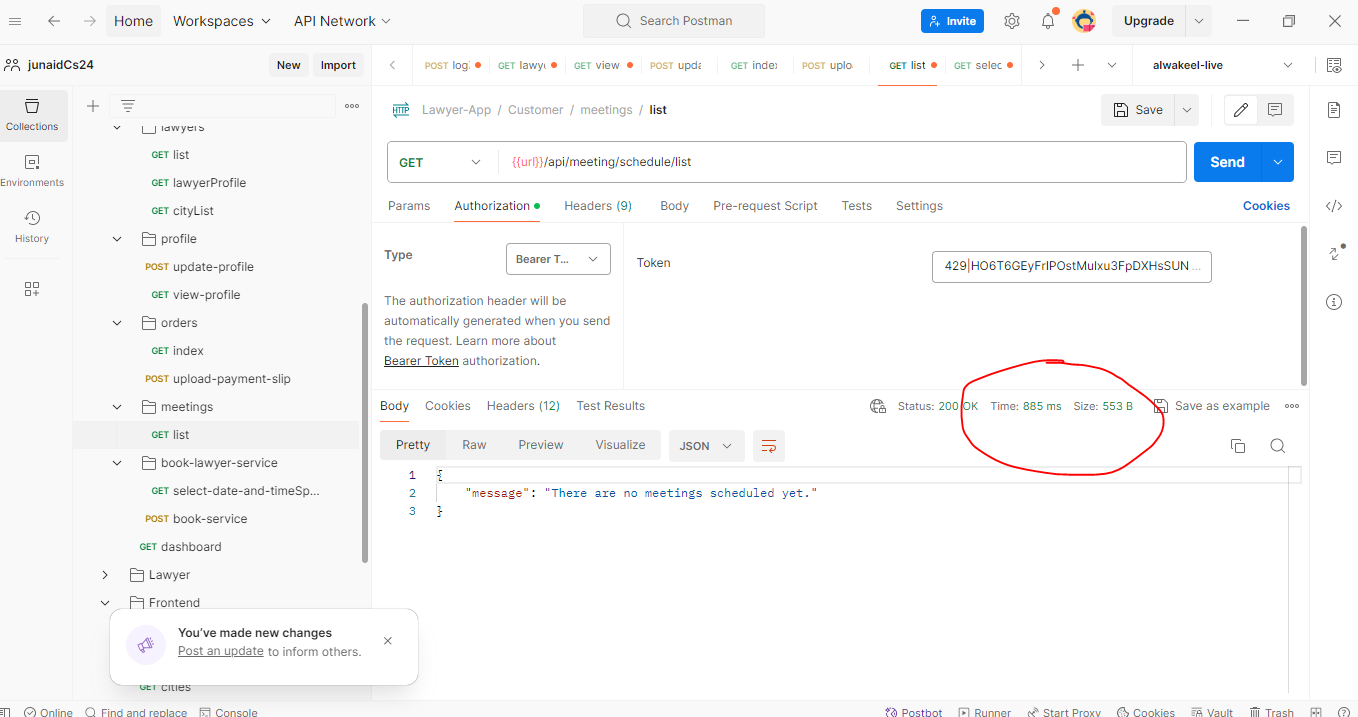 Home Workspaces API Network Search Postman Invite Upgrade
junaidCs24 New Import POST log GET lawy GET view POST upda GET inde POST uplo GET list GET selec alwakeel-live
Collections
Environments
History
lawyers
GET list
GET lawyerProfile
GET cityList
profile
POST update-profile
GET view-profile
orders
GET index
POST upload-payment-slip
meetings
GET list
book-lawyer-service
GET select-date-and-timeSp...
POST book-service
GET dashboard
Lawyer
Frontend
cities
You've made new changes
Post an update to inform others.
HTTP Lawyer-App / Customer / meetings / list Save
GET {{url}}/api/meeting/schedule/list Send
Params Authorization Headers (9) Body Pre-request Script Tests Settings Cookies
Type Bearer T... Token
The authorization header will be
automatically generated when you send
the request. Learn more about
Bearer Token authorization.
Body Cookies Headers (12) Test Results Status: 200 OK Time: 885 ms Size: 553 B Save as example
Pretty Raw Preview Visualize JSON
1 {
2 "message": "There are no meetings scheduled yet."
3 }
Online Find and replace Console Postbot Runner Start Proxy Cookies Vault Trash